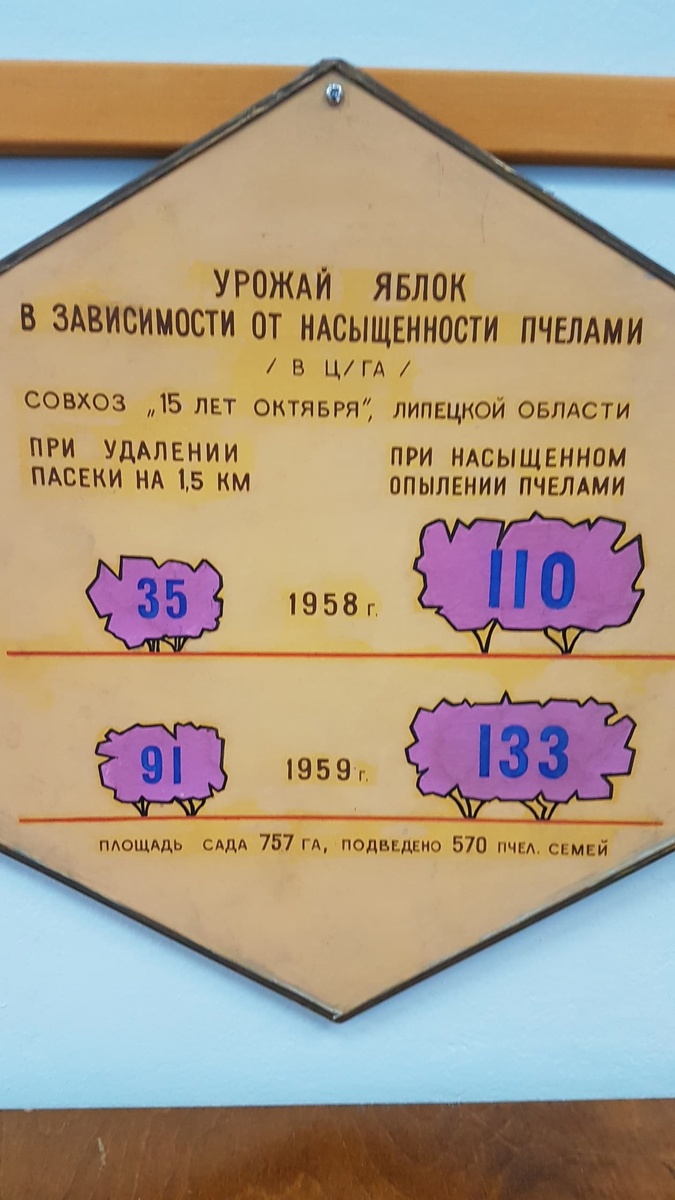 УРОЖАЙ ЯБЛОК
В ЗАВИСИМОСТИ ОТ НАСЫЩЕННОСТИ ПЧЕЛАМИ
/ В Ц/ГА /
СОВХОЗ „15 ЛЕТ ОКТЯБРЯ", ЛИПЕЦКОЙ ОБЛАСТИ
ПРИ УДАЛЕНИИ
ПАСЕКИ НА 1,5 КМ
ПРИ НАСЫЩЕННОМ
ОПЫЛЕНИИ ПЧЕЛАМИ
35 1958 г. 110
91 1959 г. 133
ПЛОЩАДЬ САДА 757 ГА, ПОДВЕДЕНО 570 ПЧЕЛ. СЕМЕЙ